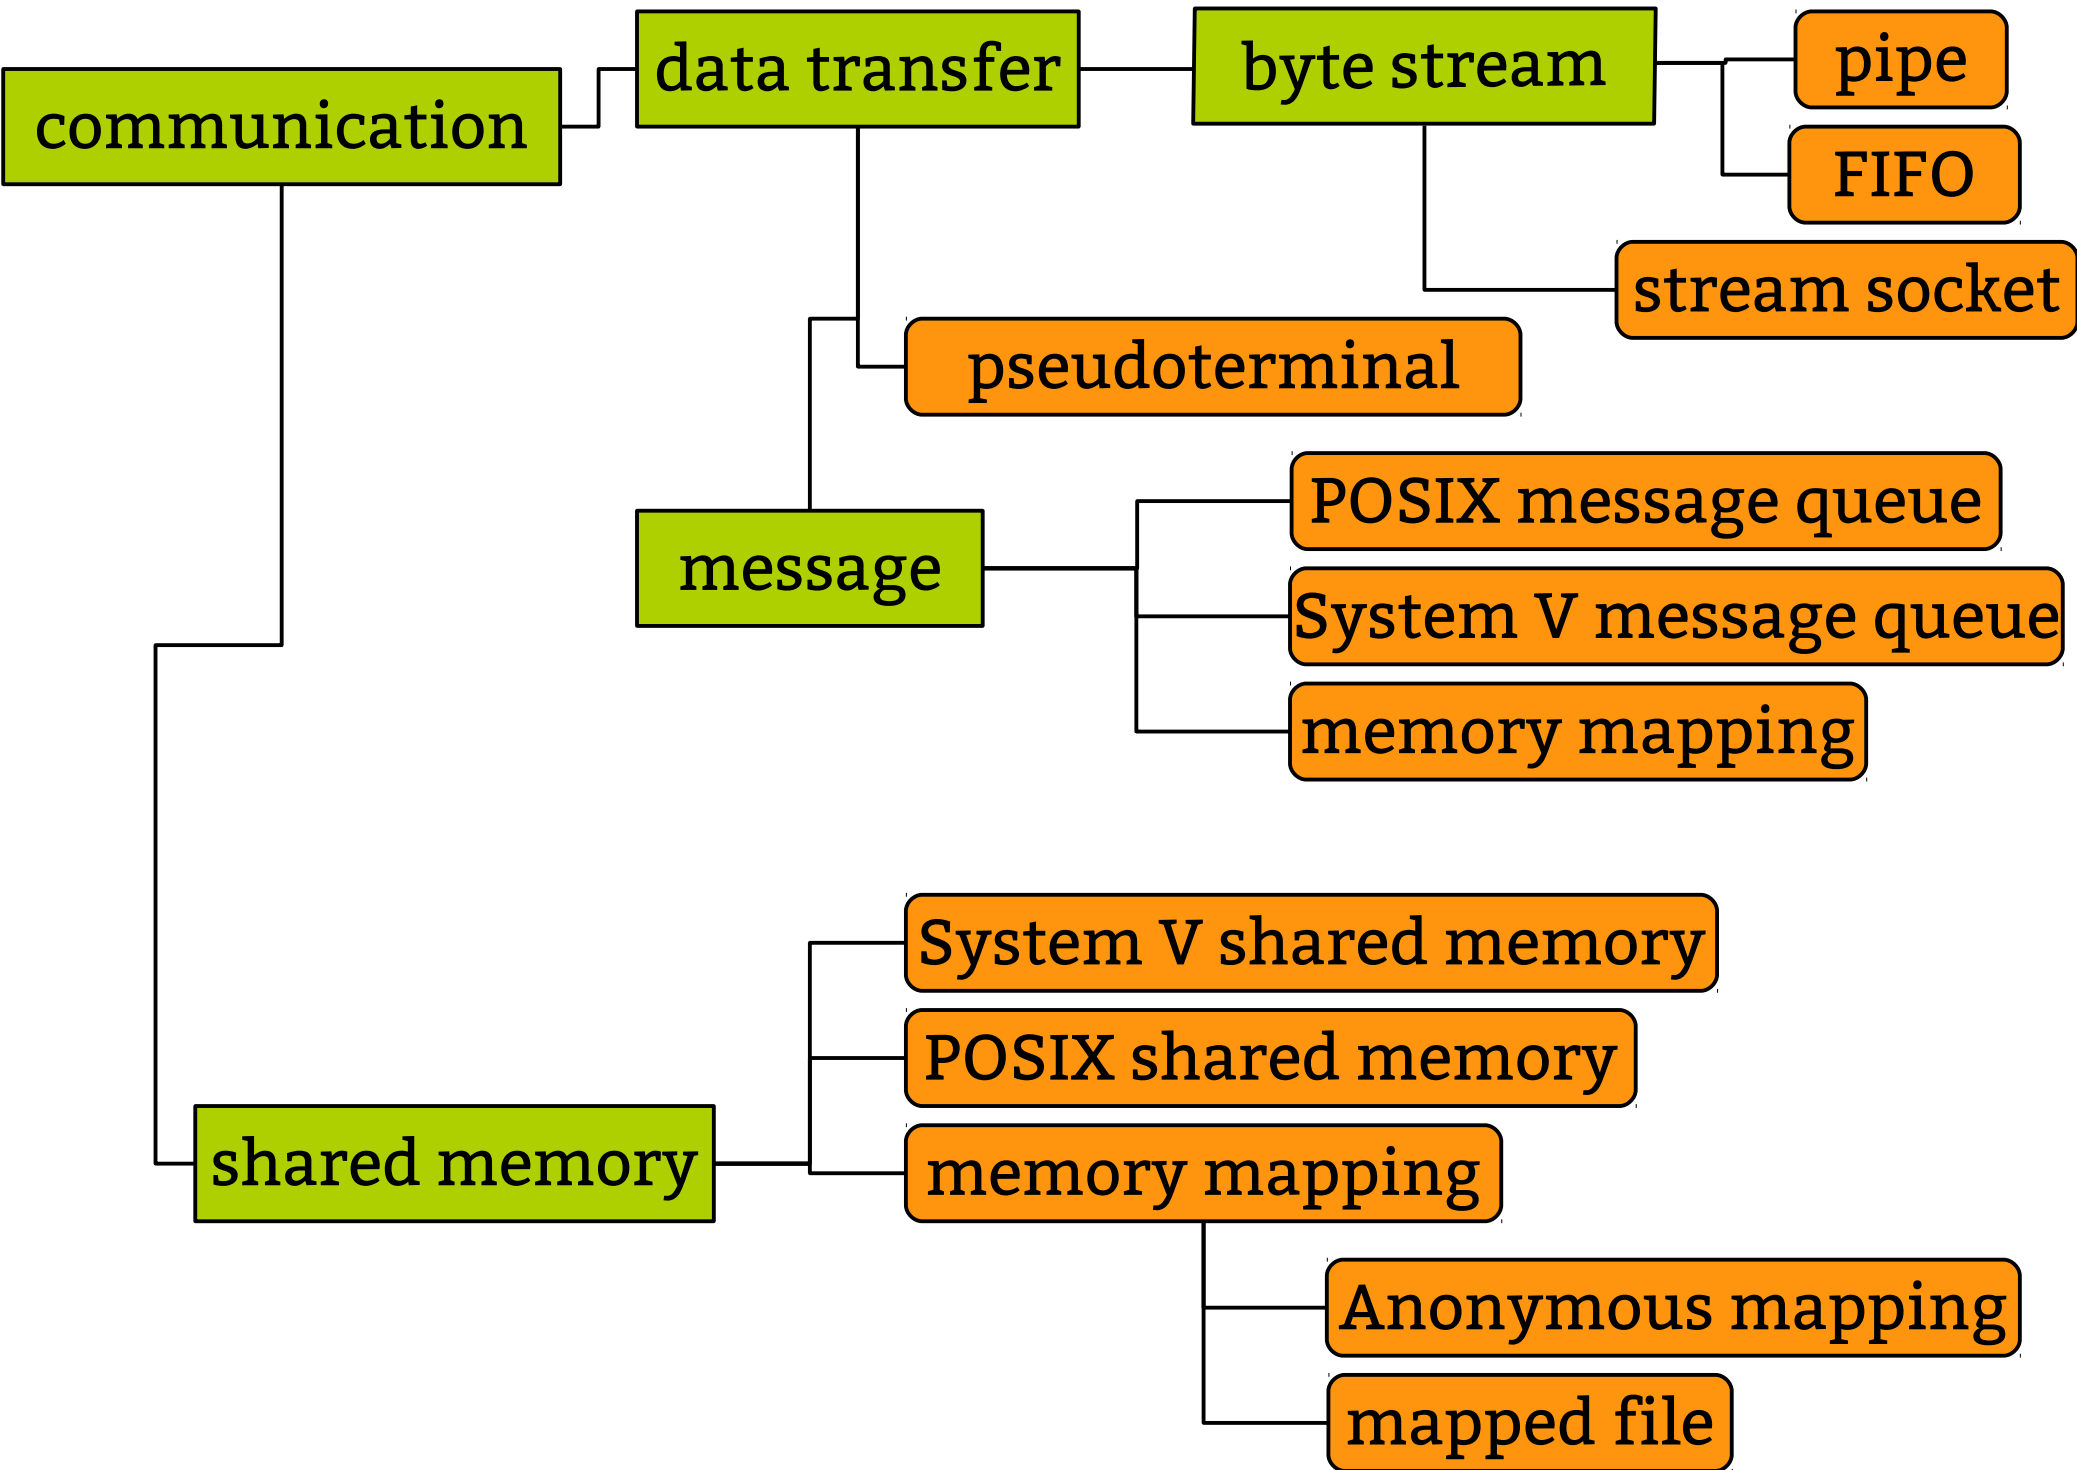 communication
data transfer
byte stream
pipe
FIFO
stream socket
pseudoterminal
message
POSIX message queue
System V message queue
memory mapping
shared memory
System V shared memory
POSIX shared memory
memory mapping
Anonymous mapping
mapped file